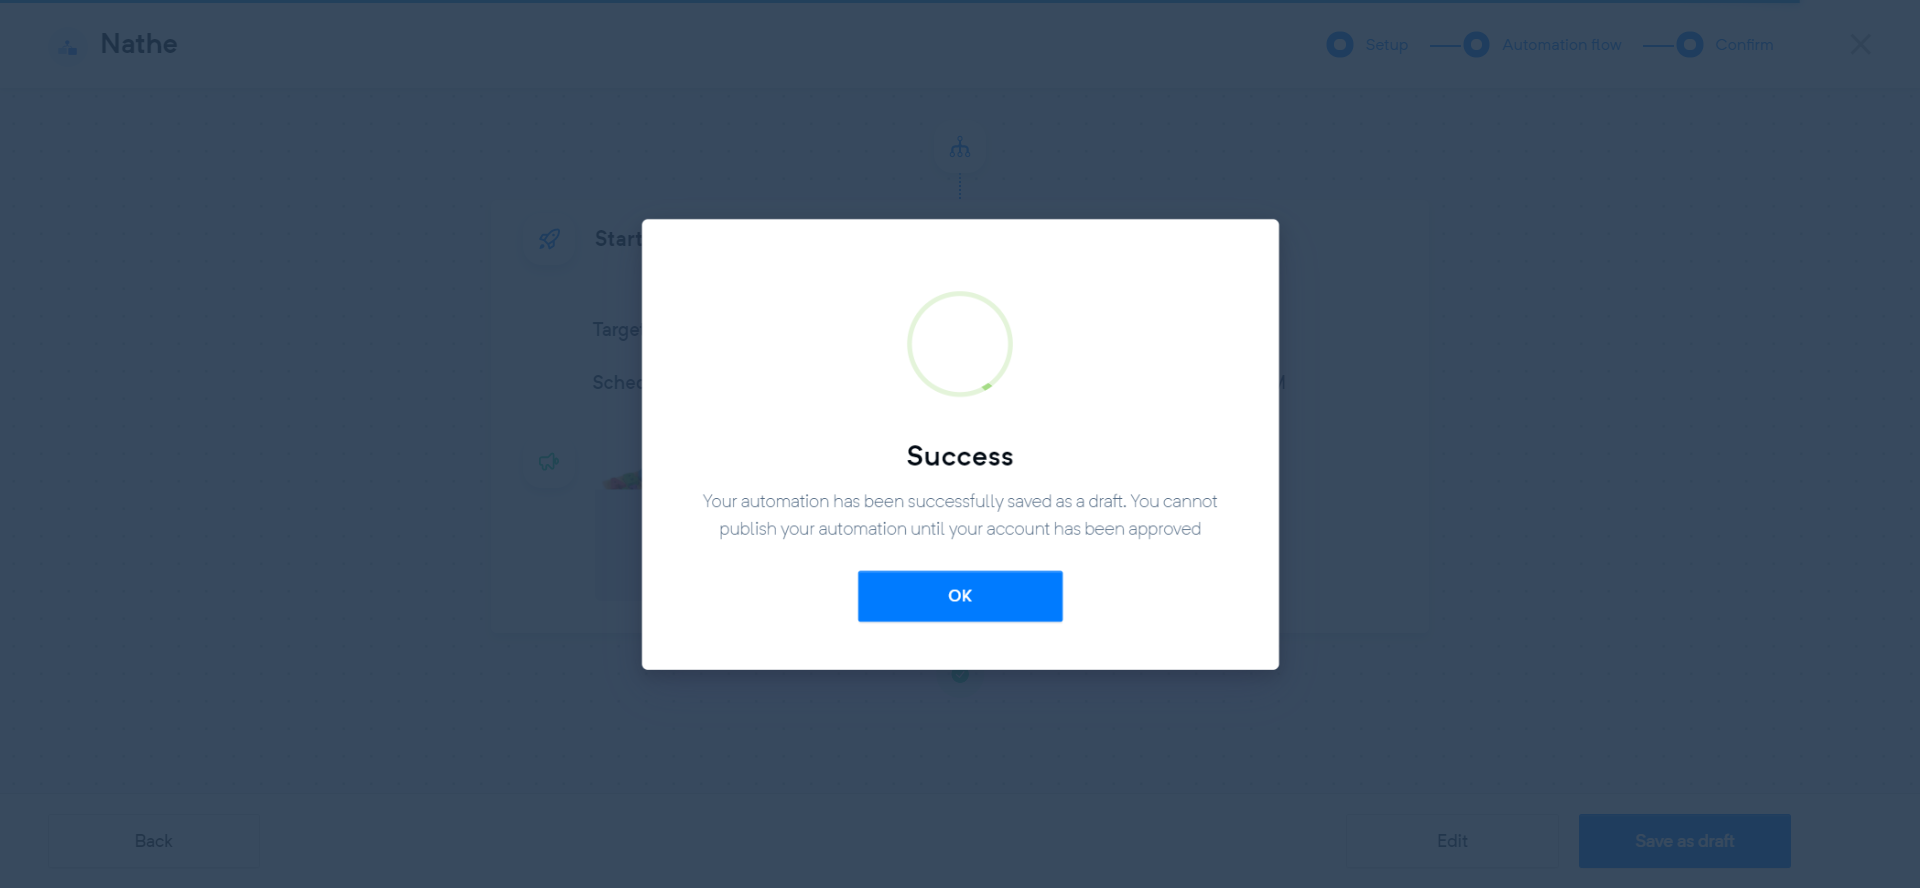 Nathe
Setup
Automation flow
Confirm
Start
Target
Sched
M
Success
Your automation has been successfully saved as a draft. You cannot
publish your automation until your account has been approved
OK
Back
Edit
Save as draft